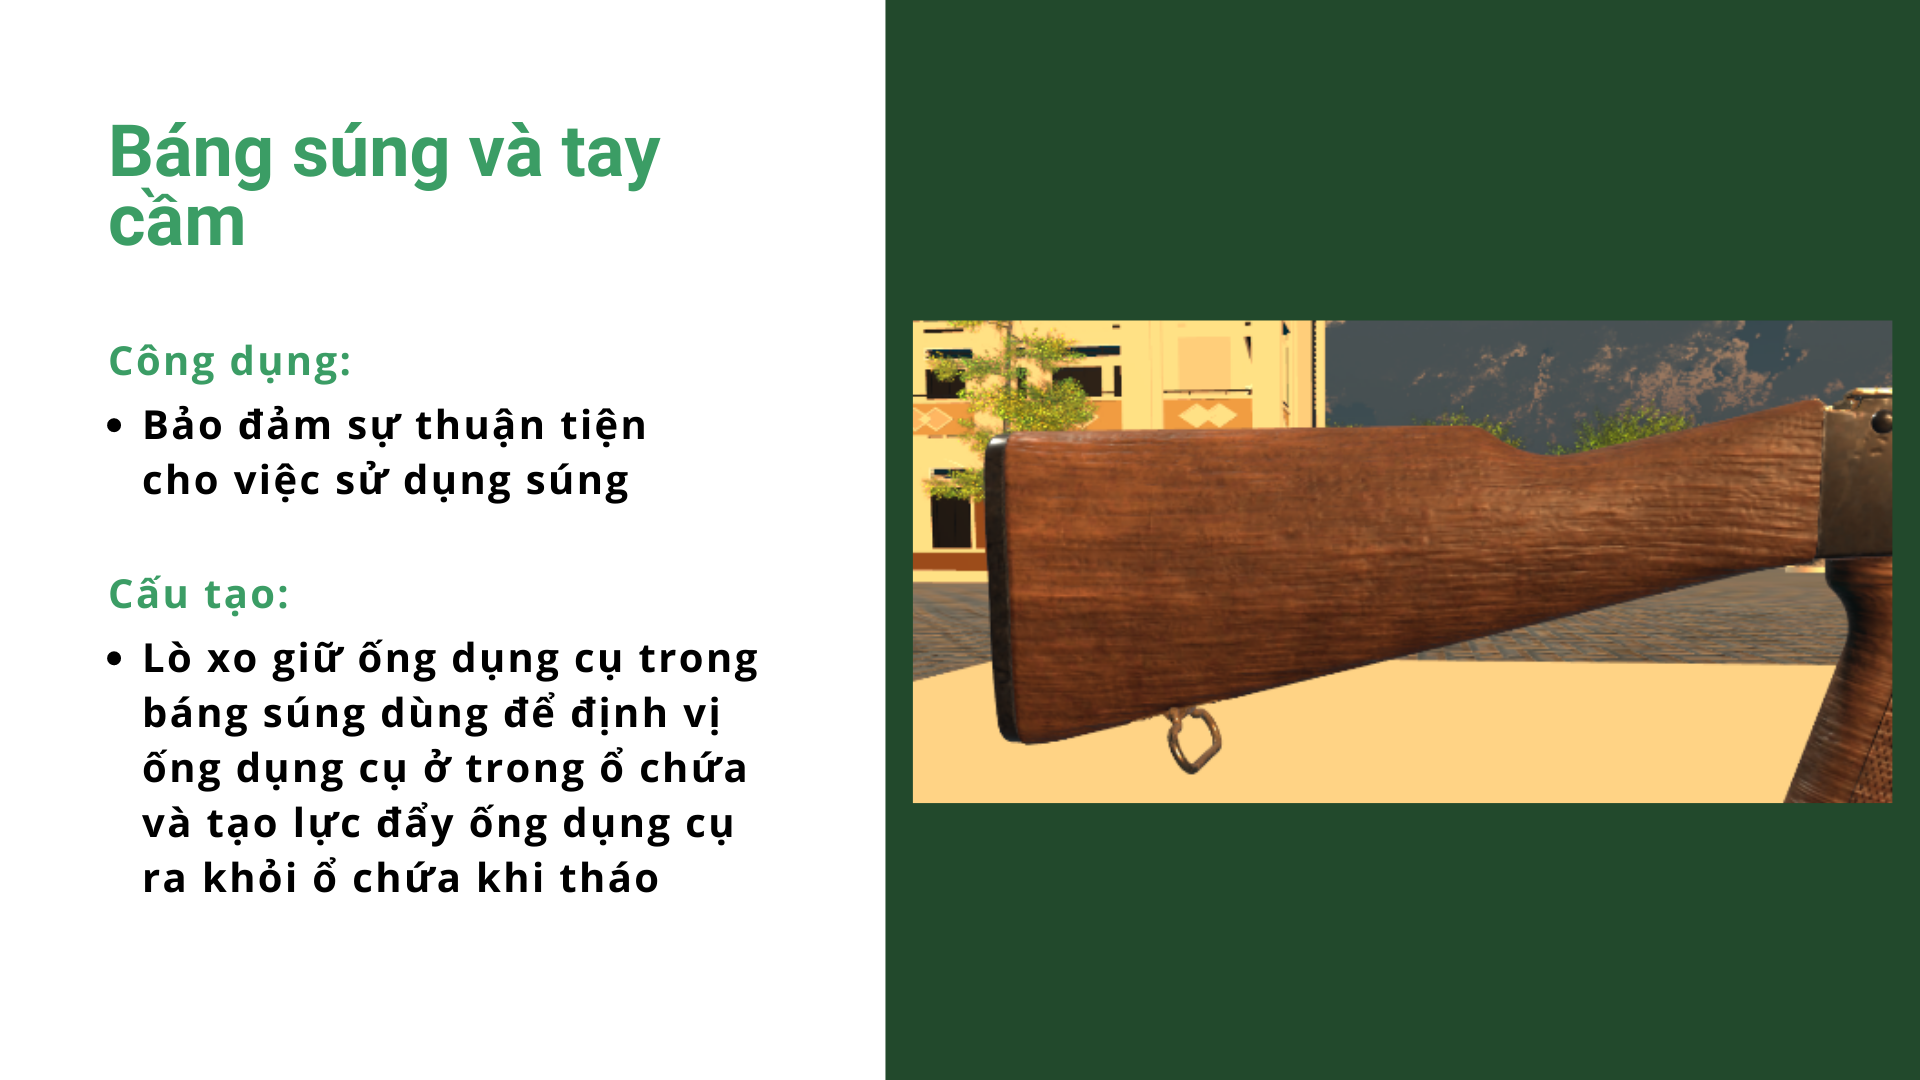 Báng súng và tay
cầm
Công dụng:
• Bảo đảm sự thuận tiện
cho việc sử dụng súng
Cấu tạo:
• Lò xo giữ ống dụng cụ trong
báng súng dùng để định vị
ống dụng cụ ở trong ổ chứa
và tạo lực đẩy ống dụng cụ
ra khỏi ổ chứa khi tháo